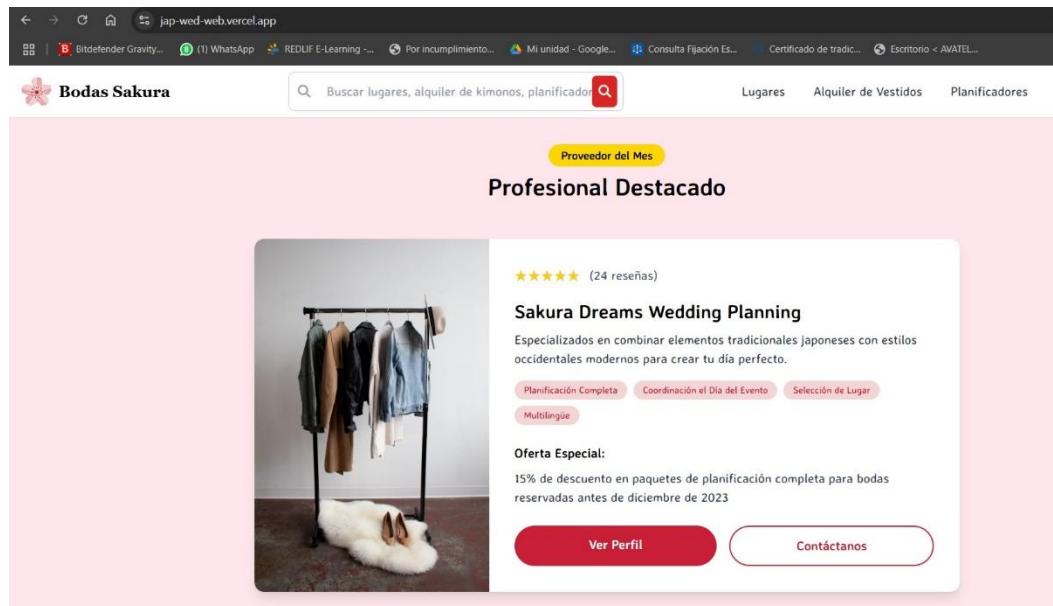 jap-wed-web.vercel.app
Bitdefender Gravity... (1) WhatsApp REDLIF E-Learning -... Por incumplimiento... Mi unidad - Google... Consulta Fijación Es... Certificado de tradic... Escritorio < AVATEL...
Bodas Sakura Buscar lugares, alquiler de kimonos, planificador Lugares Alquiler de Vestidos Planificadores
Proveedor del Mes
Profesional Destacado
(24 reseñas)
Sakura Dreams Wedding Planning
Especializados en combinar elementos tradicionales japoneses con estilos
occidentales modernos para crear tu día perfecto.
Planificación Completa Coordinación el Día del Evento Selección de Lugar
Multilingüe
Oferta Especial:
15% de descuento en paquetes de planificación completa para bodas
reservadas antes de diciembre de 2023
Ver Perfil Contáctanos